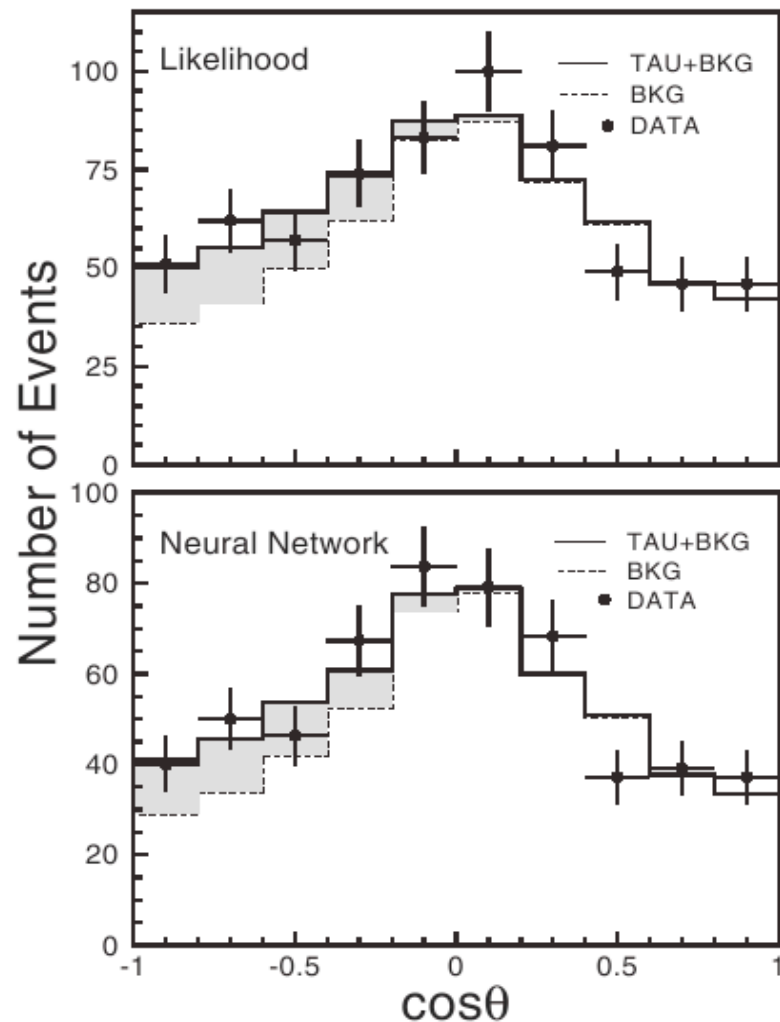 Likelihood
TAU+BKG
BKG
DATA
100
75
50
25
0
Number of Events
100
Neural Network
TAU+BKG
BKG
DATA
80
60
40
20
0
-1
-0.5
0
0.5
1
cosθ